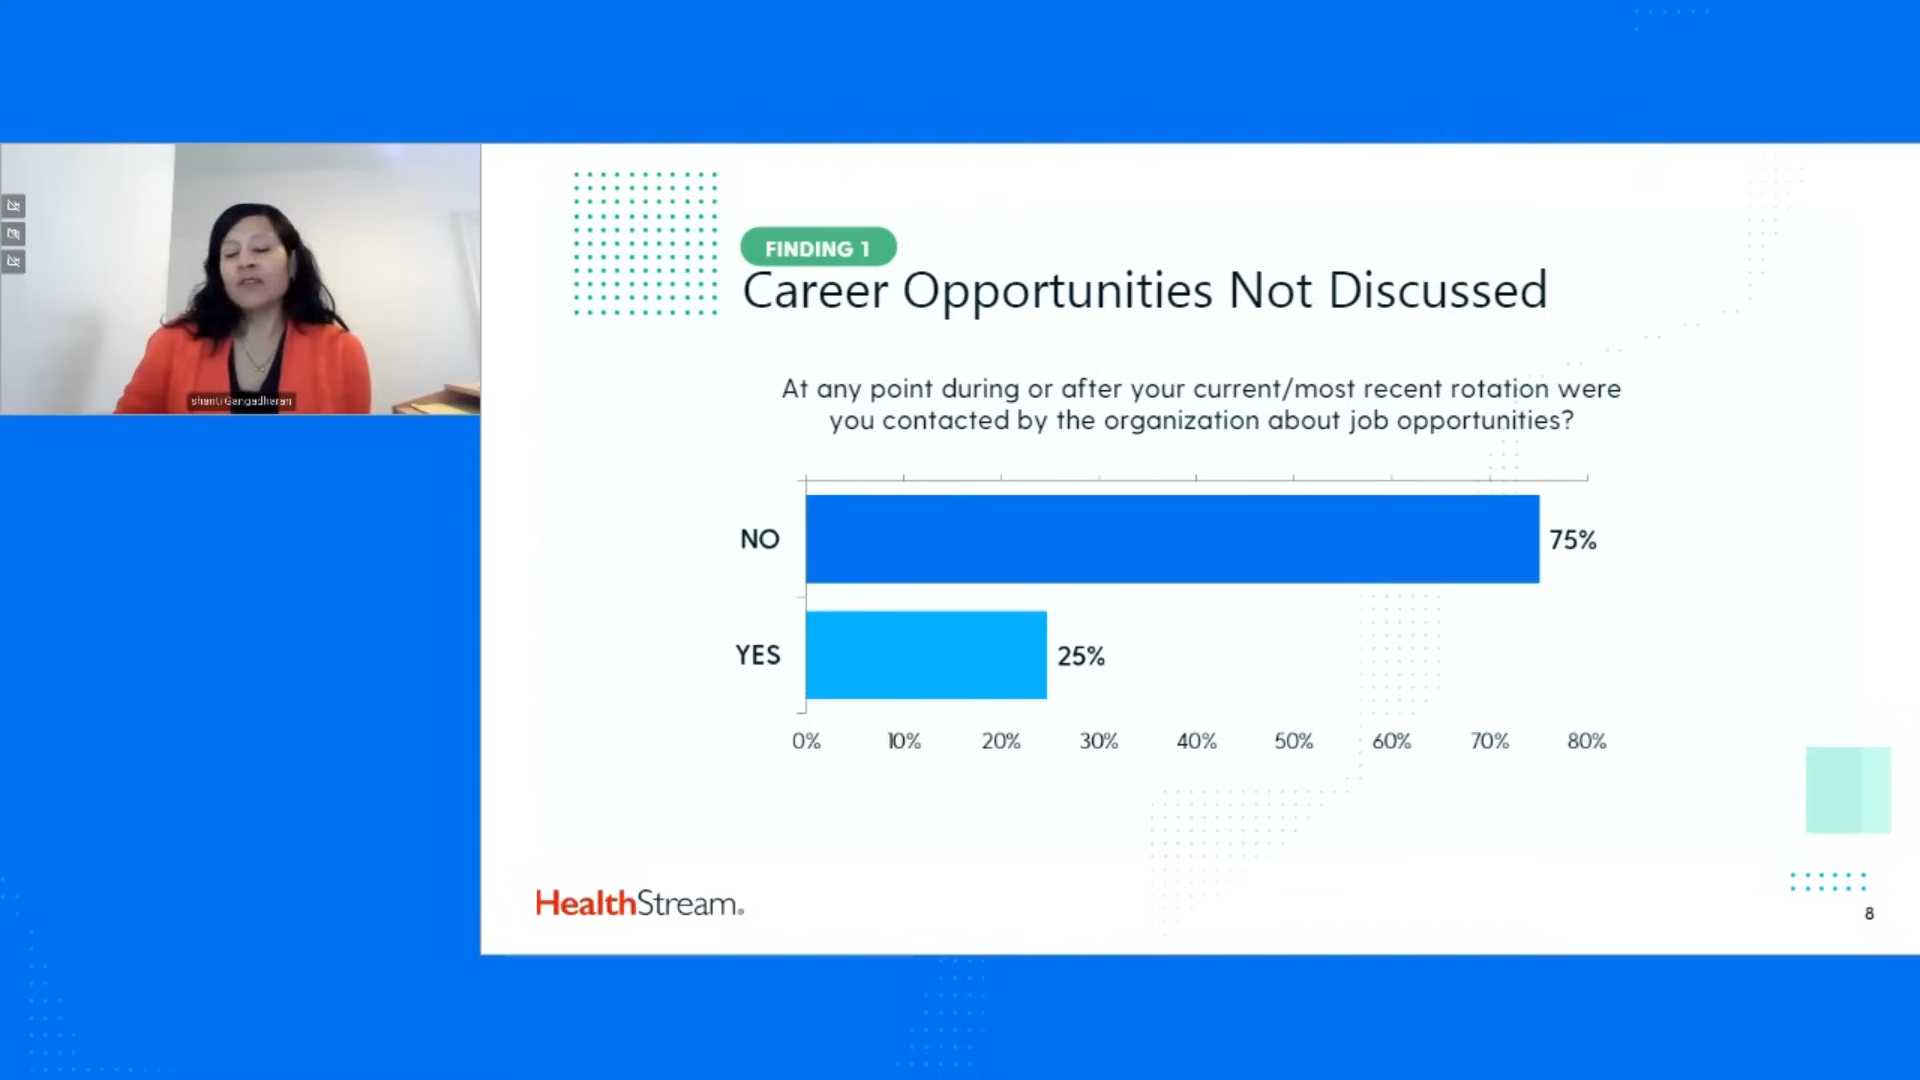 shanti Gangadharan
FINDING 1
Career Opportunities Not Discussed
At any point during or after your current/most recent rotation were
you contacted by the organization about job opportunities?
NO
75%
YES
25%
0% 10% 20% 30% 40% 50% 60% 70% 80%
HealthStream.
8